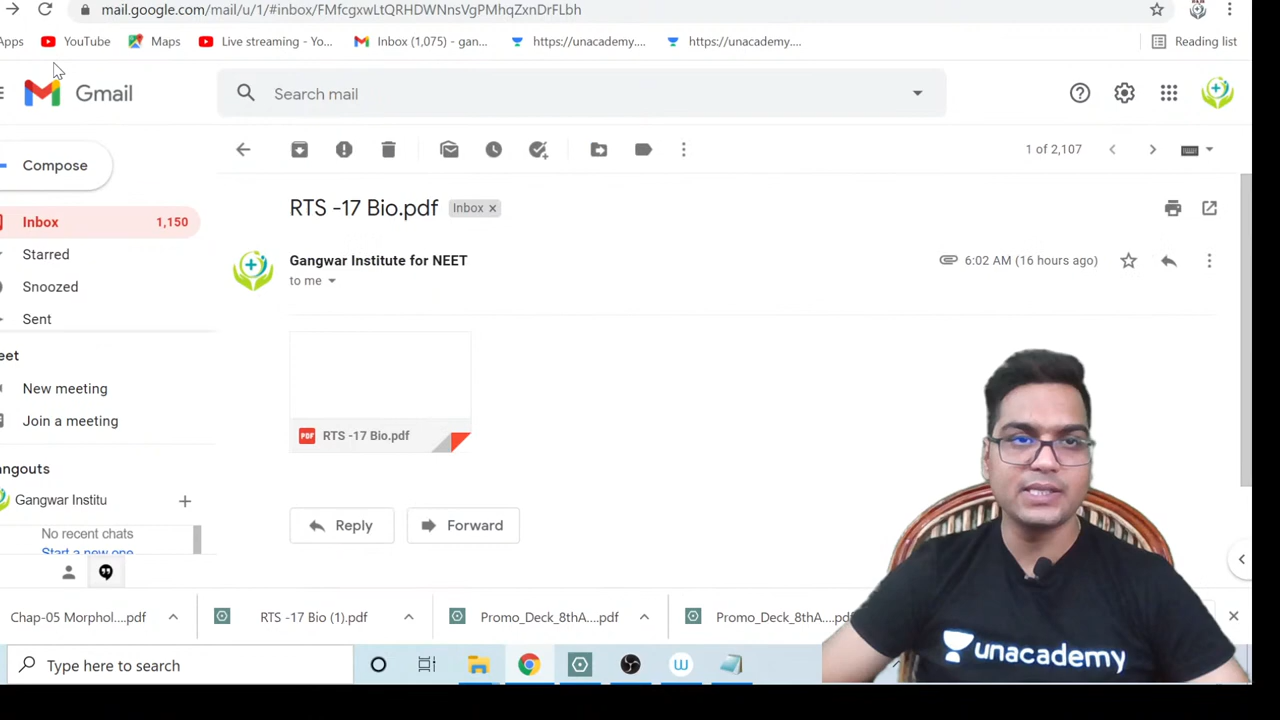 mail.google.com/mail/u/1/#inbox/FMfcgxwLtQRHDWNnsVgPMhqZxnDrFLbh
Apps YouTube Maps Live streaming - Yo... Inbox (1,075) - gan... https://unacademy.... https://unacademy.... Reading list
Gmail Search mail
Compose 1 of 2,107
RTS -17 Bio.pdf Inbox ×
Inbox 1,150
Starred Gangwar Institute for NEET 6:02 AM (16 hours ago)
to me
Snoozed
Sent
eet
New meeting
Join a meeting
PDF RTS -17 Bio.pdf
angouts
Gangwar Institu +
Reply Forward
No recent chats
Start a new one
Chap-05 Morphol....pdf RTS -17 Bio (1).pdf Promo_Deck_8thA....pdf Promo_Deck_8thA....pdf
unacademy
Type here to search